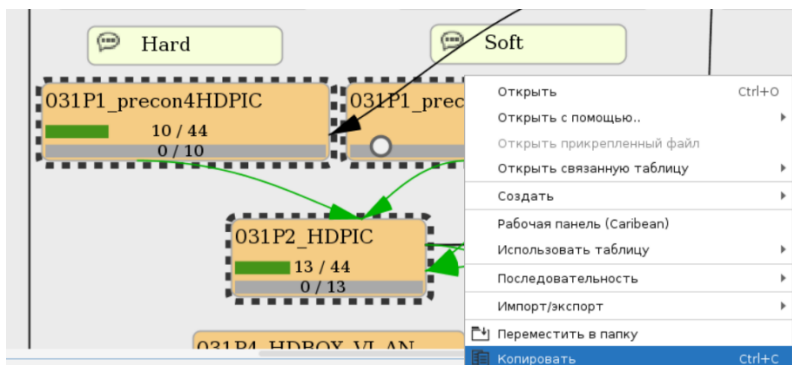 Hard
Soft
031P1_precon4HDPIC
10 / 44
0 / 10
031P1_prec
031P2_HDPIC
13 / 44
0 / 13
031P4_HDBOX_VLAN
Открыть Ctrl+O
Открыть с помощью..
Открыть прикрепленный файл
Открыть связанную таблицу
Создать
Рабочая панель (Caribean)
Использовать таблицу
Последовательность
Импорт/экспорт
Переместить в папку
Копировать Ctrl+C